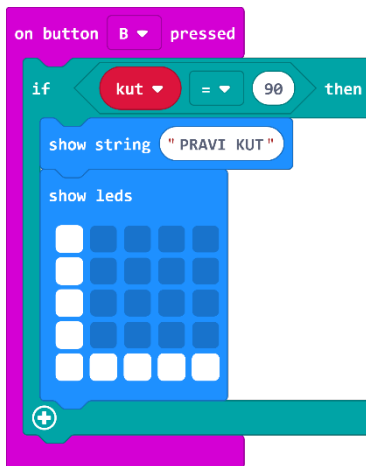 on button B pressed
if kut = 90 then
show string "PRAVI KUT"
show leds